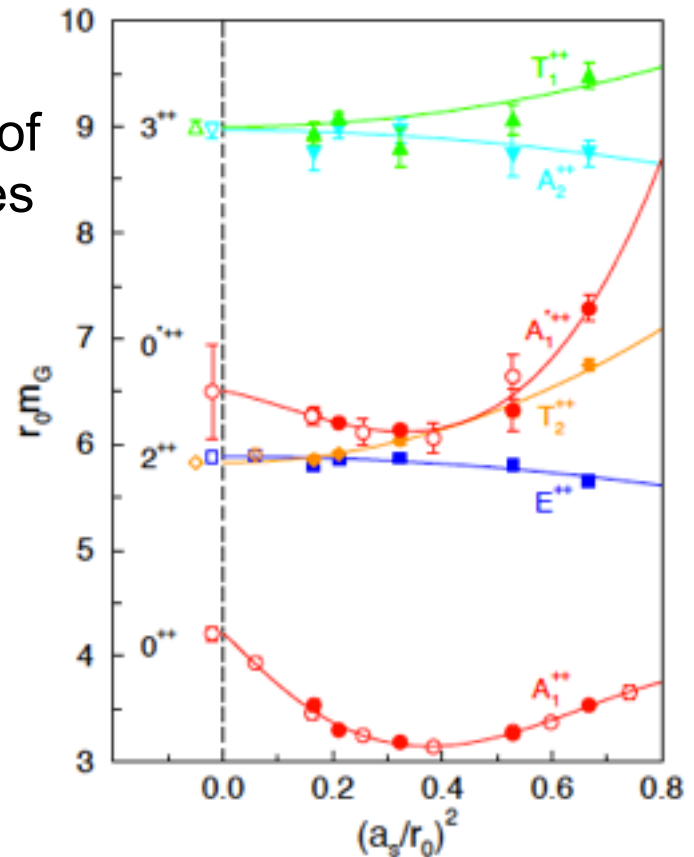 of
es
10
9
8
7
6
5
4
3
r₀m_G
3⁺⁺
0*⁺⁺
2⁺⁺
0⁺⁺
T₁⁺⁺
A₂⁺⁺
A₁*⁺⁺
T₂⁺⁺
E⁺⁺
A₁⁺⁺
0.0 0.2 0.4 0.6 0.8
(aₛ/r₀)²